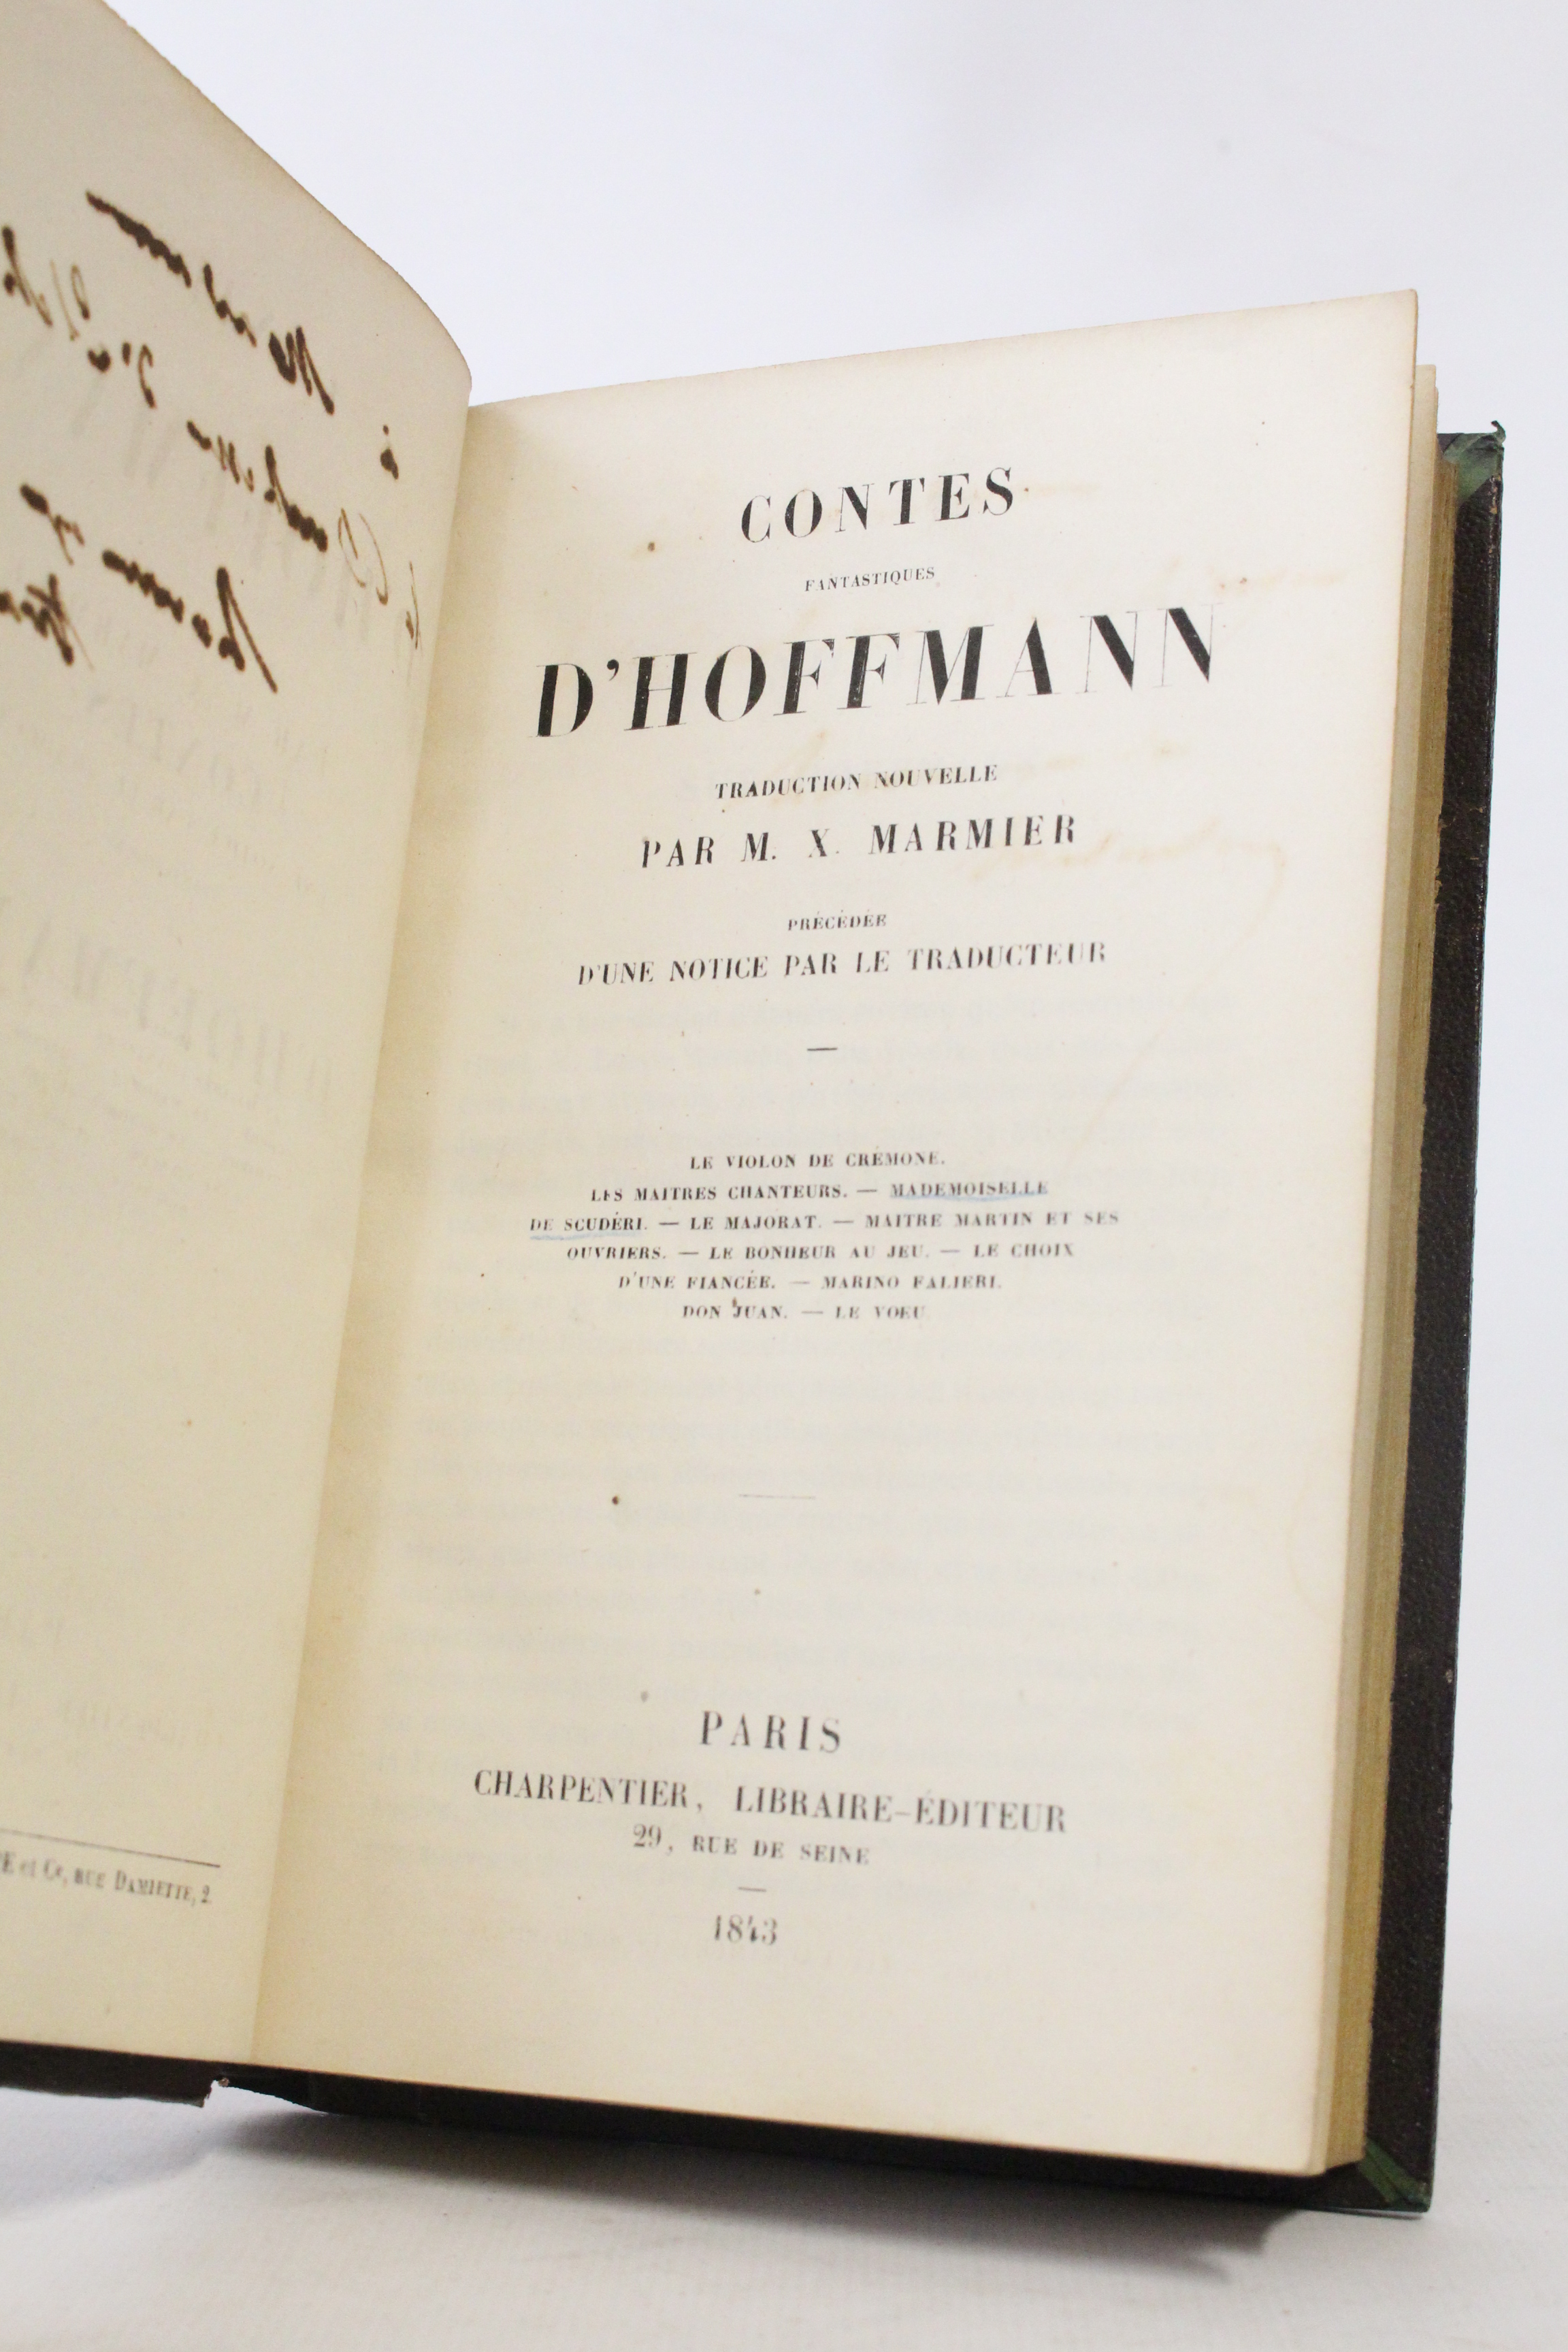 E et Cᵉ, RUE DAMIETTE, 2
CONTES
FANTASTIQUES
D'HOFFMANN
TRADUCTION NOUVELLE
PAR M. X. MARMIER
PRÉCÉDÉE
D'UNE NOTICE PAR LE TRADUCTEUR
LE VIOLON DE CRÉMONE.
LES MAITRES CHANTEURS. — MADEMOISELLE
DE SCUDÉRI. — LE MAJORAT. — MAITRE MARTIN ET SES
OUVRIERS. — LE BONHEUR AU JEU. — LE CHOIX
D'UNE FIANCÉE. — MARINO FALIERI.
DON JUAN. — LE VOEU
PARIS
CHARPENTIER, LIBRAIRE-ÉDITEUR
29, RUE DE SEINE
1843